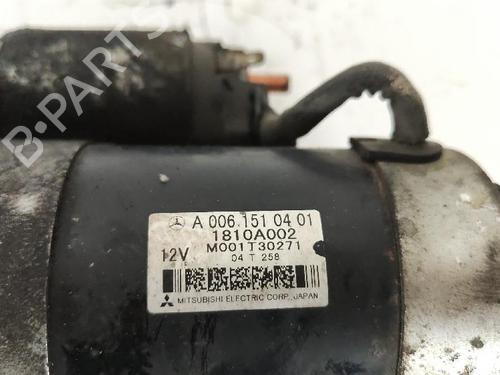 B-PARTS
A 006 151 04 01
1810A002
12V M001T30271
04 T 258
MITSUBISHI ELECTRIC CORP., JAPAN